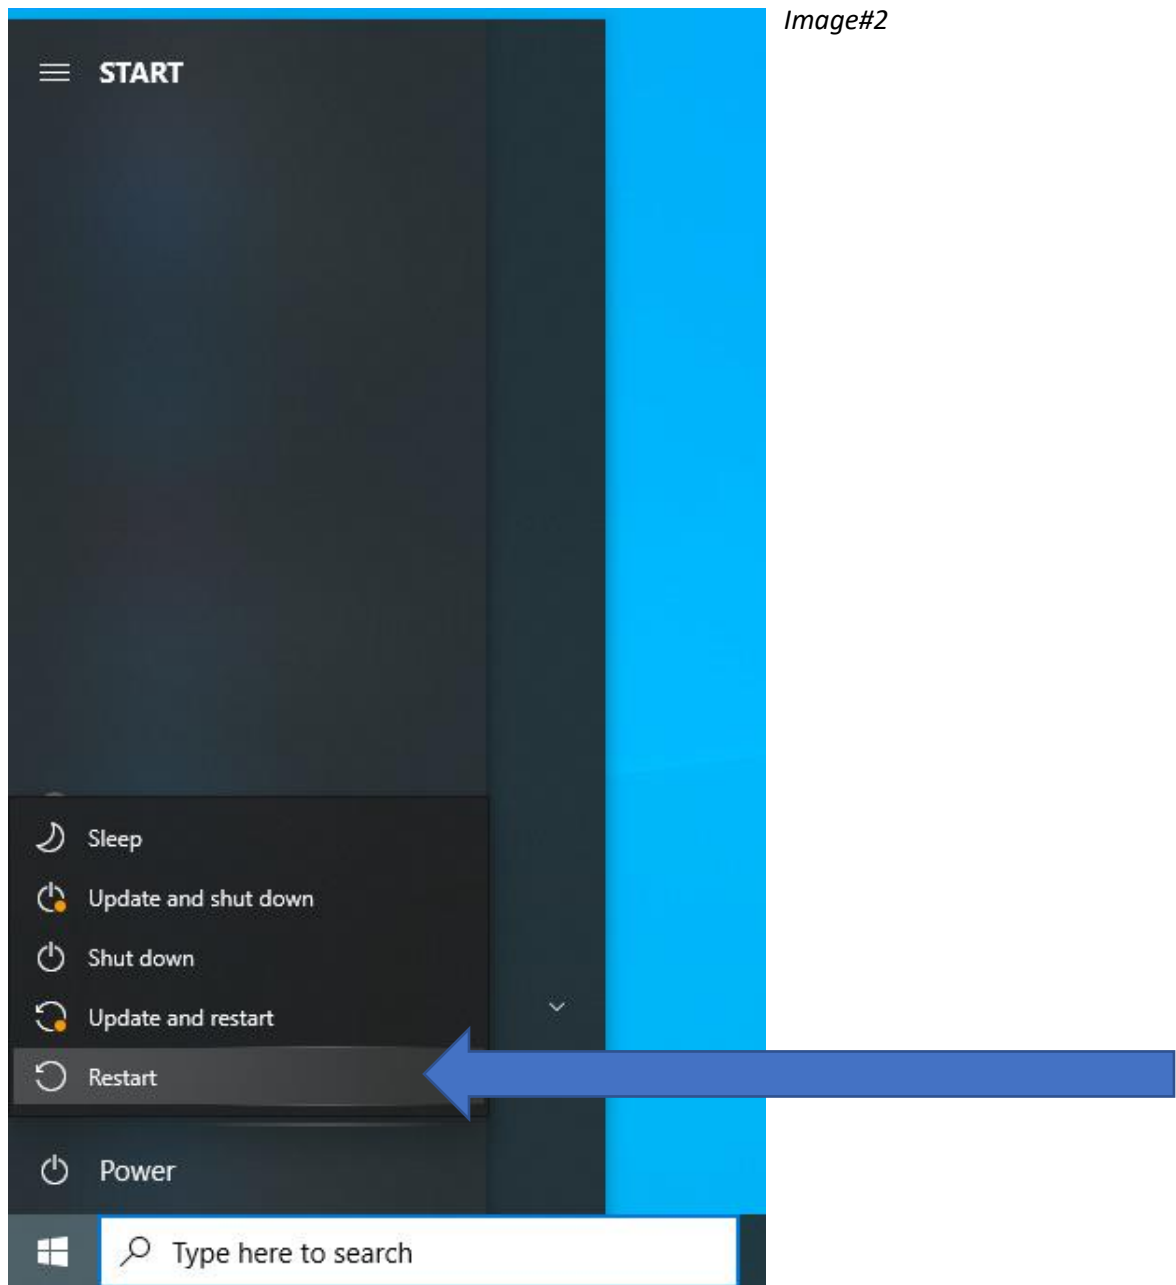 Image#2
START
Sleep
Update and shut down
Shut down
Update and restart
Restart
Power
Type here to search